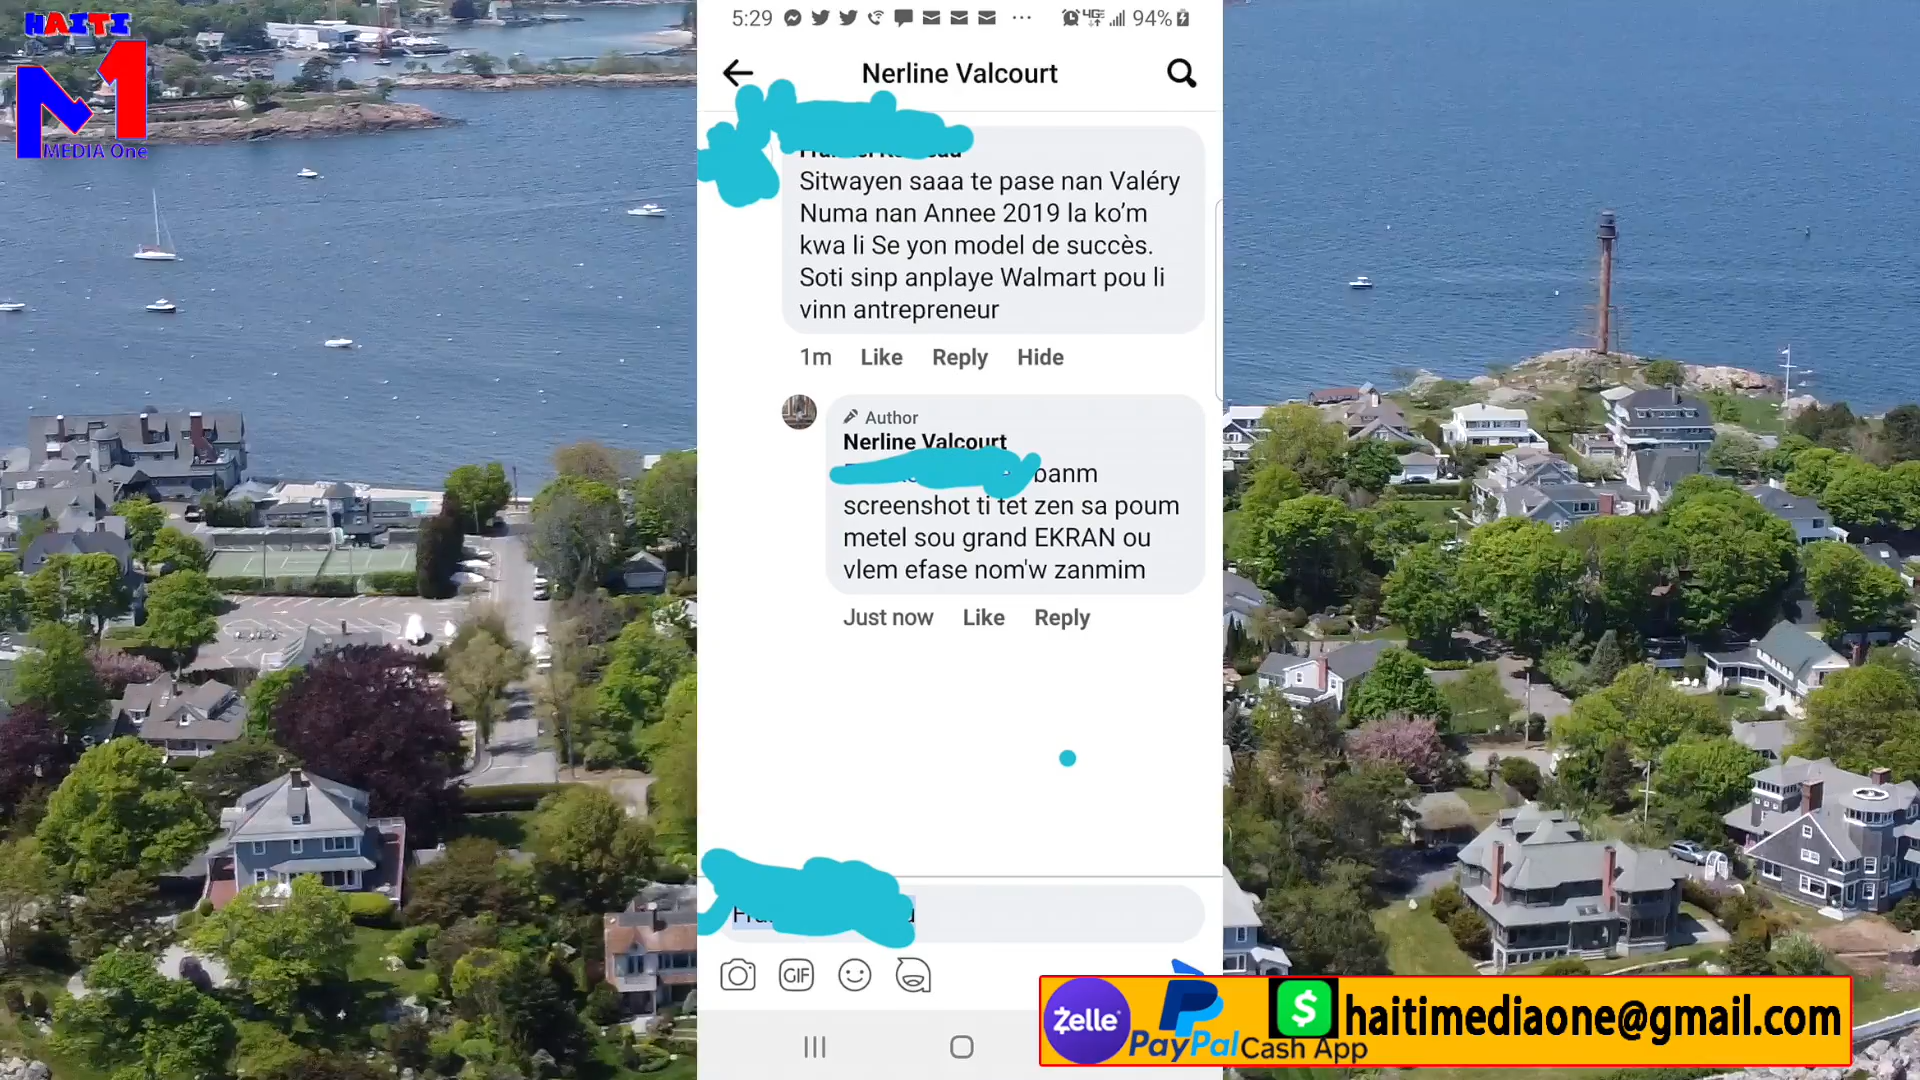 HAITI
M1
MEDIA One
5:29
94%
Nerline Valcourt
Sitwayen saaa te pase nan Valéry
Numa nan Annee 2019 la ko’m
kwa li Se yon model de succès.
Soti sinp anplaye Walmart pou li
vinn antrepreneur
1m Like Reply Hide
Author
Nerline Valcourt
banm
screenshot ti tet zen sa poum
metel sou grand EKRAN ou
vlem efase nom'w zanmim
Just now Like Reply
GIF
Zelle
PayPal
$
Cash App
haitimediaone@gmail.com